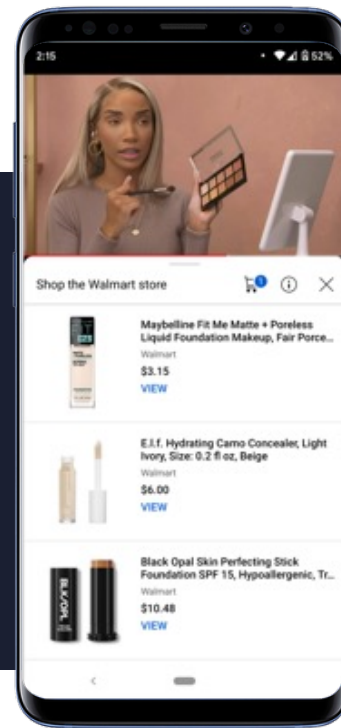 2:15
52%
Shop the Walmart store
1
Maybelline Fit Me Matte + Poreless
Liquid Foundation Makeup, Fair Porce...
Walmart
$3.15
VIEW
E.l.f. Hydrating Camo Concealer, Light
Ivory, Size: 0.2 fl oz, Beige
Walmart
$6.00
VIEW
Black Opal Skin Perfecting Stick
Foundation SPF 15, Hypoallergenic, Tr...
Walmart
$10.48
VIEW
BLK/OPL